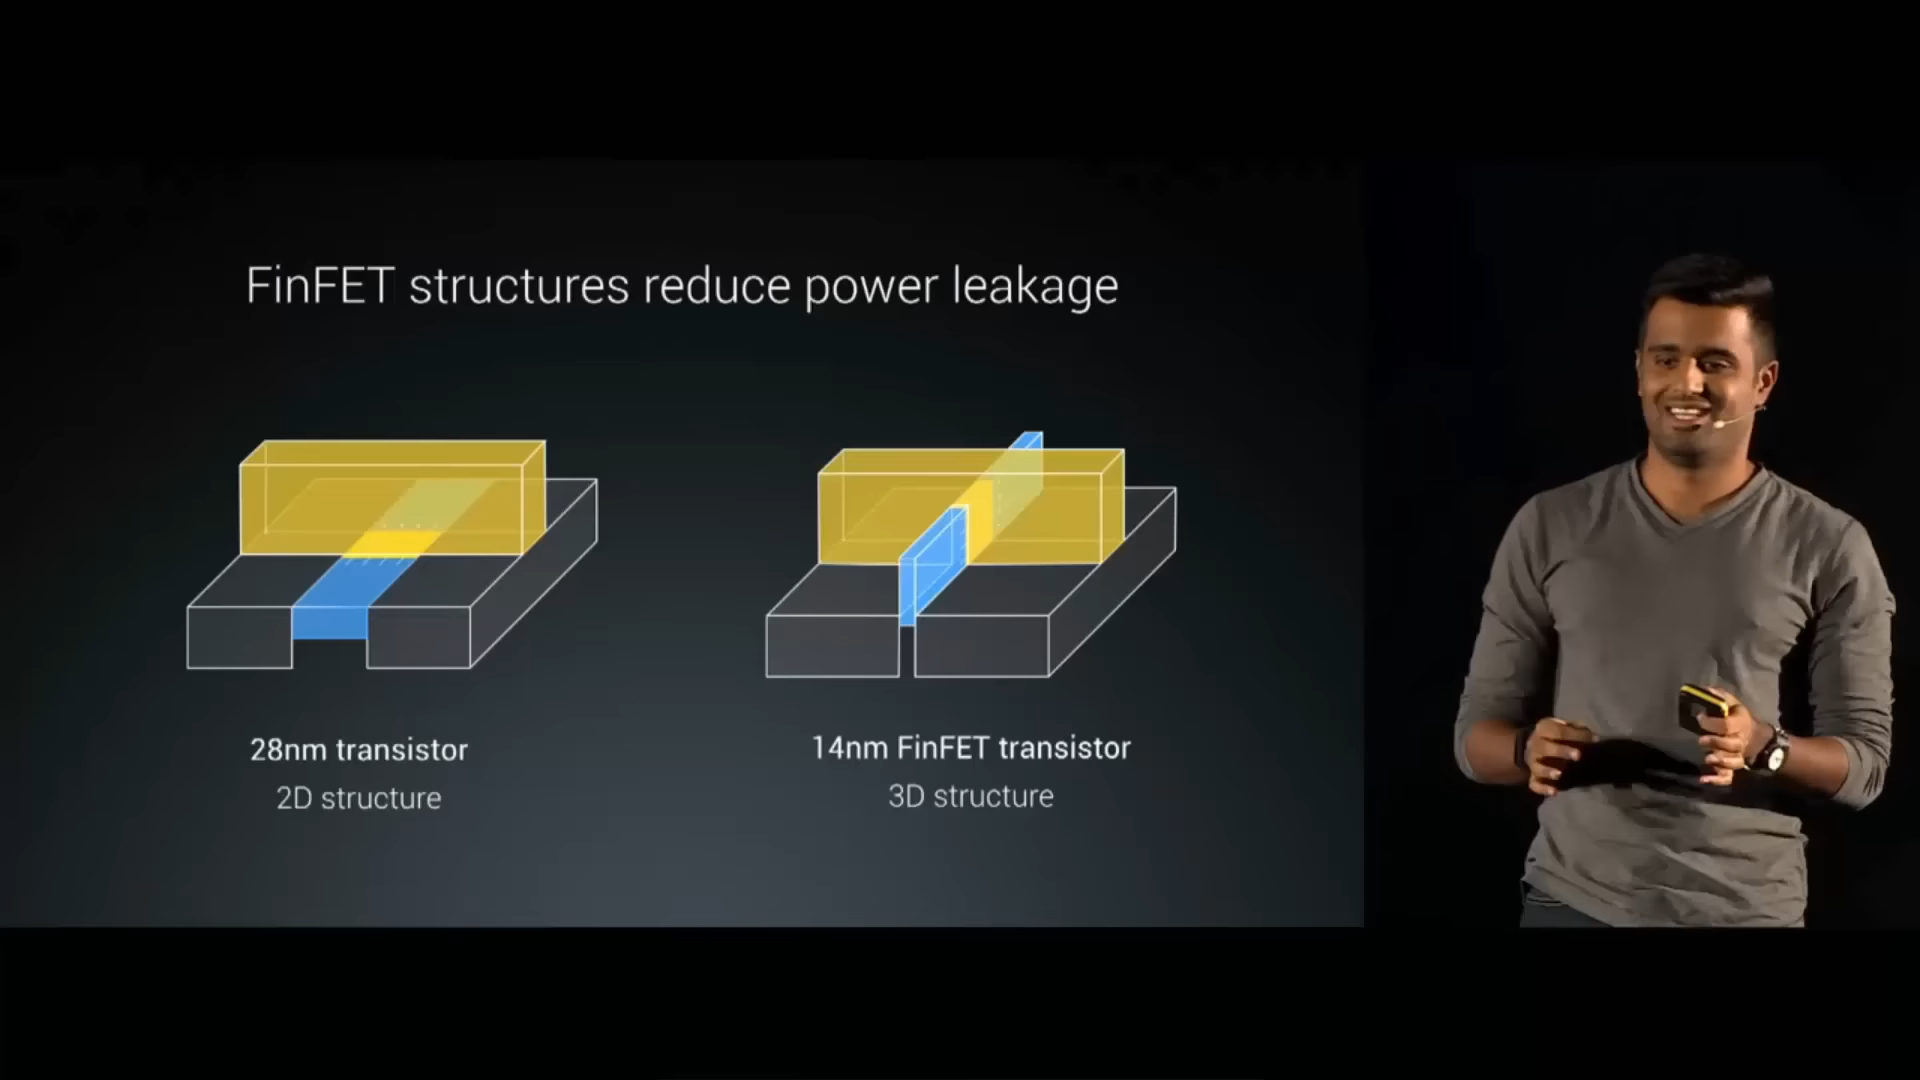 FinFET structures reduce power leakage
28nm transistor
2D structure
14nm FinFET transistor
3D structure